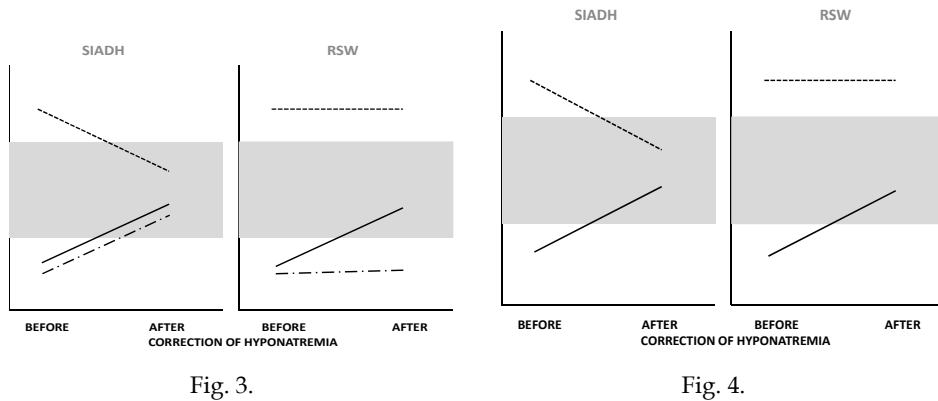 SIADH
RSW
BEFORE
AFTER
BEFORE
AFTER
CORRECTION OF HYPONATREMIA
Fig. 3.
SIADH
RSW
BEFORE
AFTER
BEFORE
AFTER
CORRECTION OF HYPONATREMIA
Fig. 4.